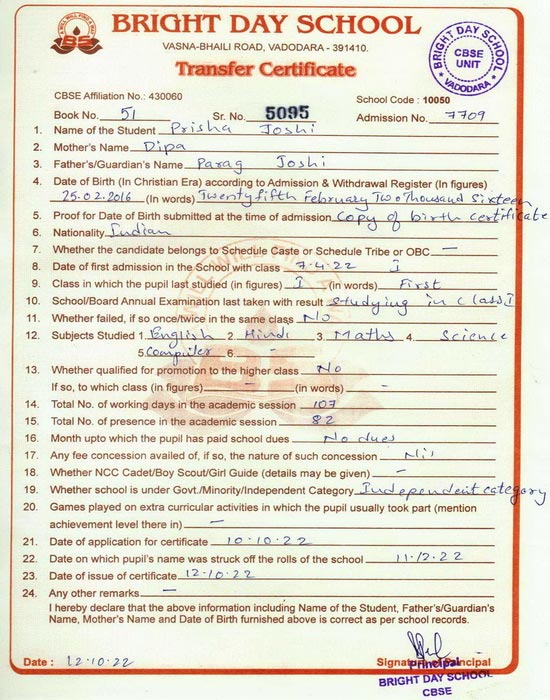 BRIGHT DAY SCHOOL
VASNA-BHAILI ROAD, VADODARA - 391410.
Transfer Certificate
BRIGHT DAY SCHOOL
CBSE
UNIT
VADODARA
CBSE Affiliation No.: 430060
School Code : 10050
Book No. 51 Sr. No. 5095 Admission No. 7709
1. Name of the Student Prisha Joshi
2. Mother's Name Dipa
3. Father's/Guardian's Name Parag Joshi
4. Date of Birth (In Christian Era) according to Admission & Withdrawal Register (In figures)
25.02.2016 (In words) Twentyfifth February Two Thousand Sixteen
5. Proof for Date of Birth submitted at the time of admission Copy of birth certificate
6. Nationality Indian
7. Whether the candidate belongs to Schedule Caste or Schedule Tribe or OBC —
8. Date of first admission in the School with class 7.4.22 I
9. Class in which the pupil last studied (in figures) I (in words) First
10. School/Board Annual Examination last taken with result Studying in class I
11. Whether failed, if so once/twice in the same class No
12. Subjects Studied 1. English 2. Hindi 3. Maths 4. Science
5. Computer 6. -
13. Whether qualified for promotion to the higher class No
If so, to which class (in figures) - (in words) -
14. Total No. of working days in the academic session 107
15. Total No. of presence in the academic session 82
16. Month upto which the pupil has paid school dues No dues
17. Any fee concession availed of, if so, the nature of such concession Nil
18. Whether NCC Cadet/Boy Scout/Girl Guide (details may be given) -
19. Whether school is under Govt./Minority/Independent Category Independent category
20. Games played on extra curricular activities in which the pupil usually took part (mention
achievement level there in) —
21. Date of application for certificate 10.10.22
22. Date on which pupil's name was struck off the rolls of the school 11.12.22
23. Date of issue of certificate 12.10.22
24. Any other remarks —
I hereby declare that the above information including Name of the Student, Father's/Guardian's
Name, Mother's Name and Date of Birth furnished above is correct as per school records.
Date : 12.10.22 Signature of Principal
Principal
BRIGHT DAY SCHOOL
CBSE